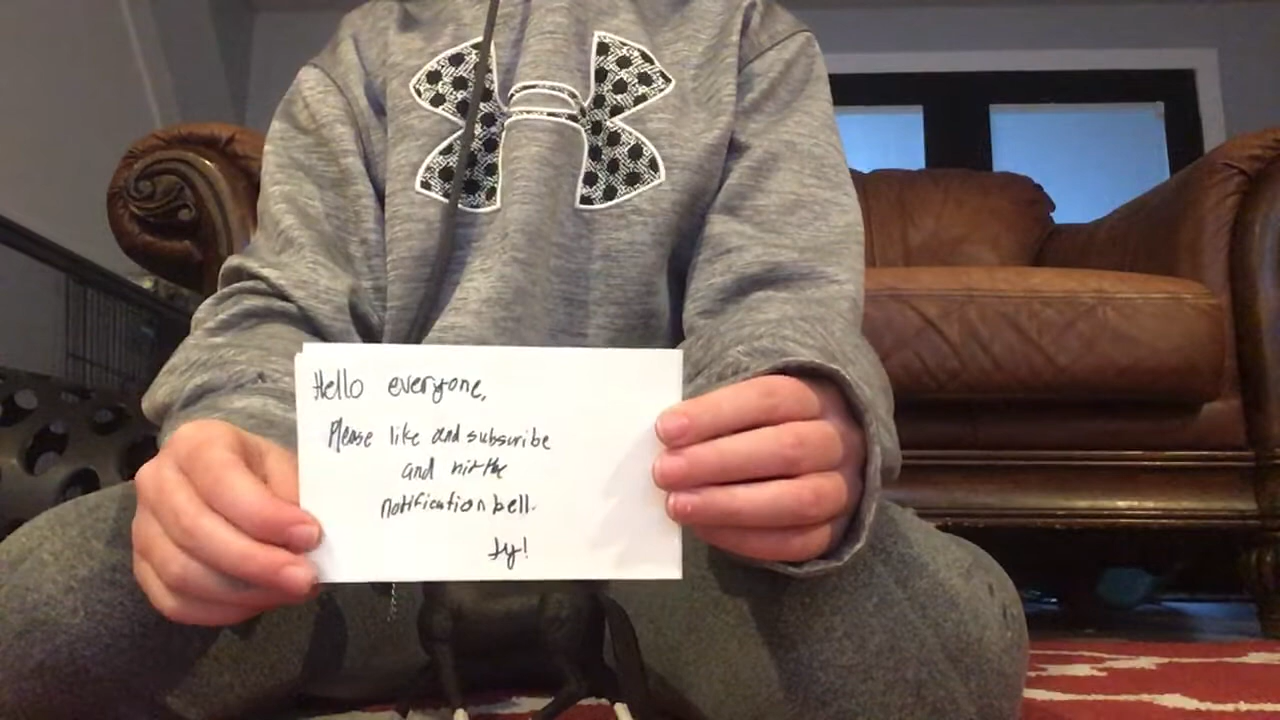 Hello everyone,
Please like and subscribe
and hit the
notification bell.
ty!